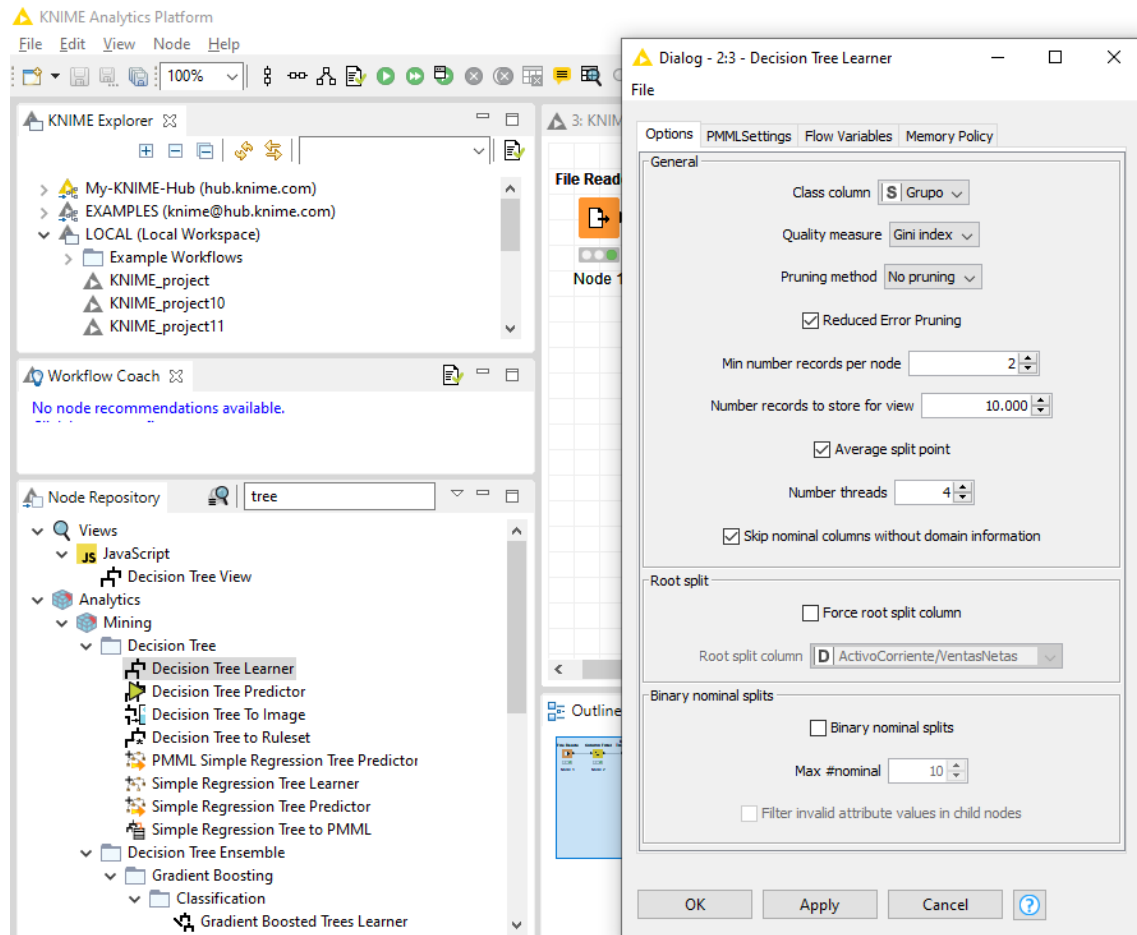 KNIME Analytics Platform
File Edit View Node Help
100%
KNIME Explorer
My-KNIME-Hub (hub.knime.com)
EXAMPLES (knime@hub.knime.com)
LOCAL (Local Workspace)
Example Workflows
KNIME_project
KNIME_project10
KNIME_project11
Workflow Coach
No node recommendations available.
Node Repository
tree
Views
JS JavaScript
Decision Tree View
Analytics
Mining
Decision Tree
Decision Tree Learner
Decision Tree Predictor
Decision Tree To Image
Decision Tree to Ruleset
PMML Simple Regression Tree Predictor
Simple Regression Tree Learner
Simple Regression Tree Predictor
Simple Regression Tree to PMML
Decision Tree Ensemble
Gradient Boosting
Classification
Gradient Boosted Trees Learner
3: KNIM
File Read
Node 1
Outline
Dialog - 2:3 - Decision Tree Learner
File
Options PMMLSettings Flow Variables Memory Policy
General
Class column S Grupo
Quality measure Gini index
Pruning method No pruning
Reduced Error Pruning
Min number records per node 2
Number records to store for view 10.000
Average split point
Number threads 4
Skip nominal columns without domain information
Root split
Force root split column
Root split column D ActivoCorriente/VentasNetas
Binary nominal splits
Binary nominal splits
Max #nominal 10
Filter invalid attribute values in child nodes
OK Apply Cancel ?